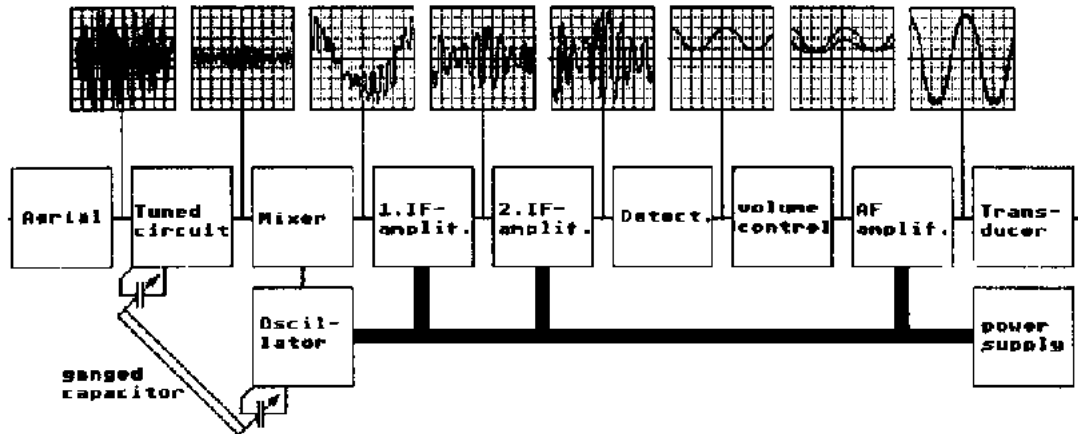 Aerial
Tuned
circuit
Mixer
1.IF-
amplif.
2.IF-
amplif.
Detect.
volume
control
AF
amplif.
Trans-
ducer
Oscil-
lator
power
supply
ganged
capacitor